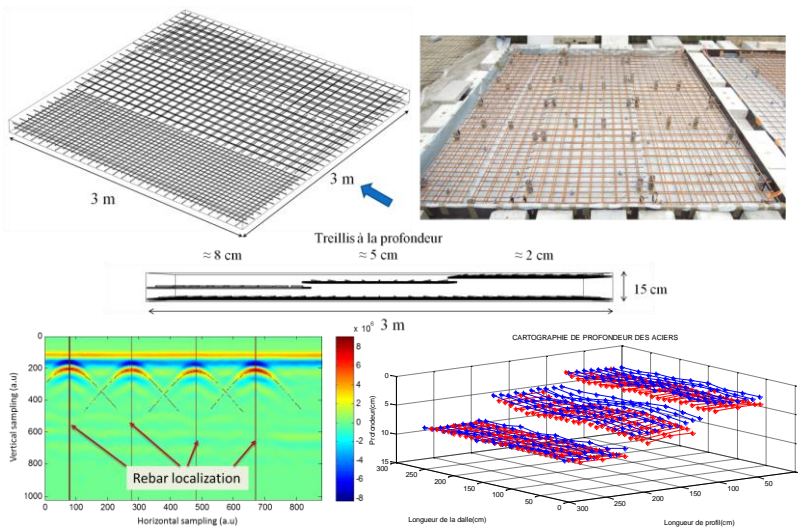 3 m
3 m
Treillis à la profondeur
≈ 8 cm
≈ 5 cm
≈ 2 cm
15 cm
3 m
x 10⁶
0
200
400
600
800
1000
Vertical sampling (a.u)
0 100 200 300 400 500 600 700 800
Horizontal sampling (a.u)
Rebar localization
8
6
4
2
0
-2
-4
-6
-8
CARTOGRAPHIE DE PROFONDEUR DES ACIERS
0
5
10
15
Profondeur(cm)
300
250
200
150
100
50
0
Longueur de la dalle(cm)
300
250
200
150
100
50
Longueur de profil(cm)